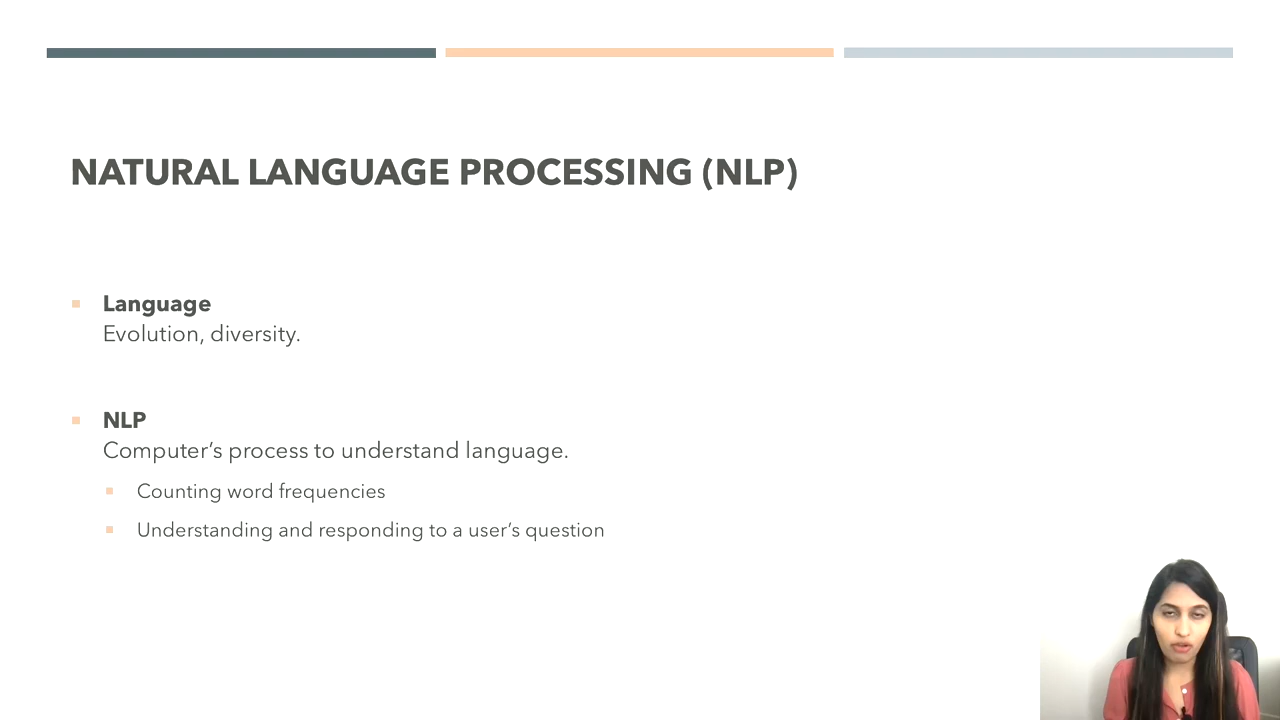 NATURAL LANGUAGE PROCESSING (NLP)
Language
Evolution, diversity.
NLP
Computer’s process to understand language.
Counting word frequencies
Understanding and responding to a user’s question